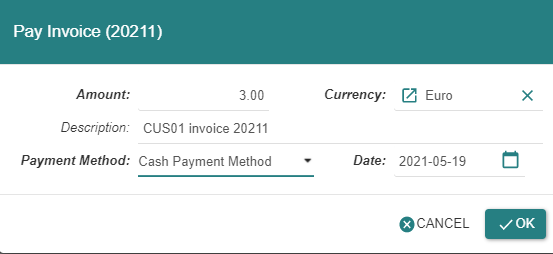 Pay Invoice (20211)
Amount: 3.00 Currency: Euro
Description: CUS01 invoice 20211
Payment Method: Cash Payment Method Date: 2021-05-19
CANCEL OK